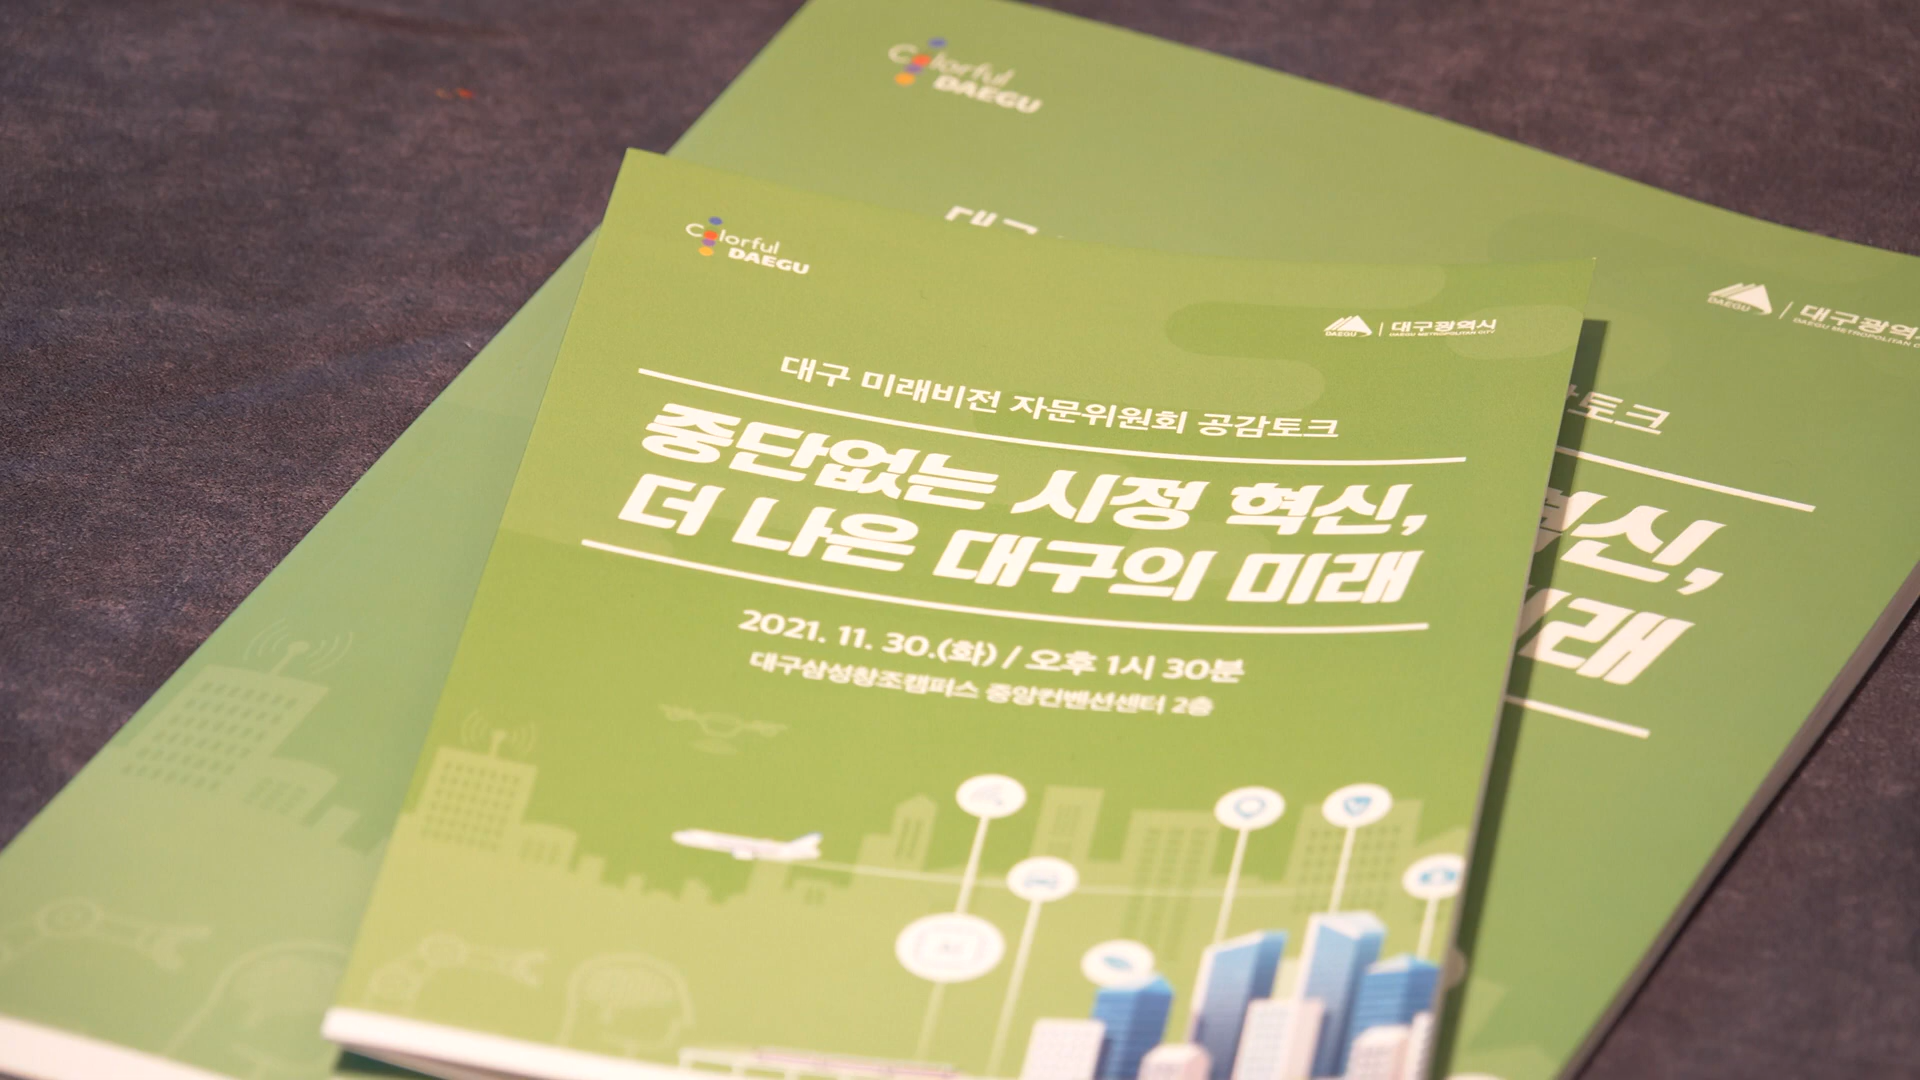 Colorful
DAEGU
대구
DAEGU
대구광역시
DAEGU METROPOLITAN CITY
대구 미래비전 자문위원회 공감토크
중단없는 시정 혁신,
더 나은 대구의 미래
2021. 11. 30.(화) / 오후 1시 30분
대구삼성창조캠퍼스 중앙컨벤션센터 2층
Colorful
DAEGU
DAEGU
대구광역
DAEGU METROPOLITAN
토크
혁신,
미래